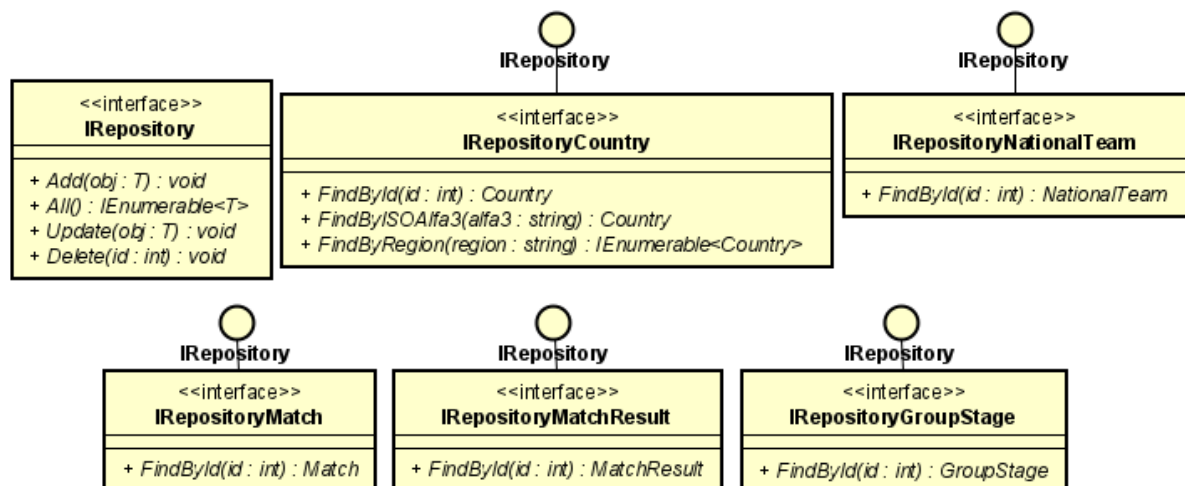 IRepository
IRepository
<<interface>>
IRepository
+ Add(obj : T) : void
+ All() : IEnumerable<T>
+ Update(obj : T) : void
+ Delete(id : int) : void
<<interface>>
IRepositoryCountry
+ FindById(id : int) : Country
+ FindByISOAlfa3(alfa3 : string) : Country
+ FindByRegion(region : string) : IEnumerable<Country>
<<interface>>
IRepositoryNationalTeam
+ FindById(id : int) : NationalTeam
IRepository
IRepository
IRepository
<<interface>>
IRepositoryMatch
+ FindById(id : int) : Match
<<interface>>
IRepositoryMatchResult
+ FindById(id : int) : MatchResult
<<interface>>
IRepositoryGroupStage
+ FindById(id : int) : GroupStage